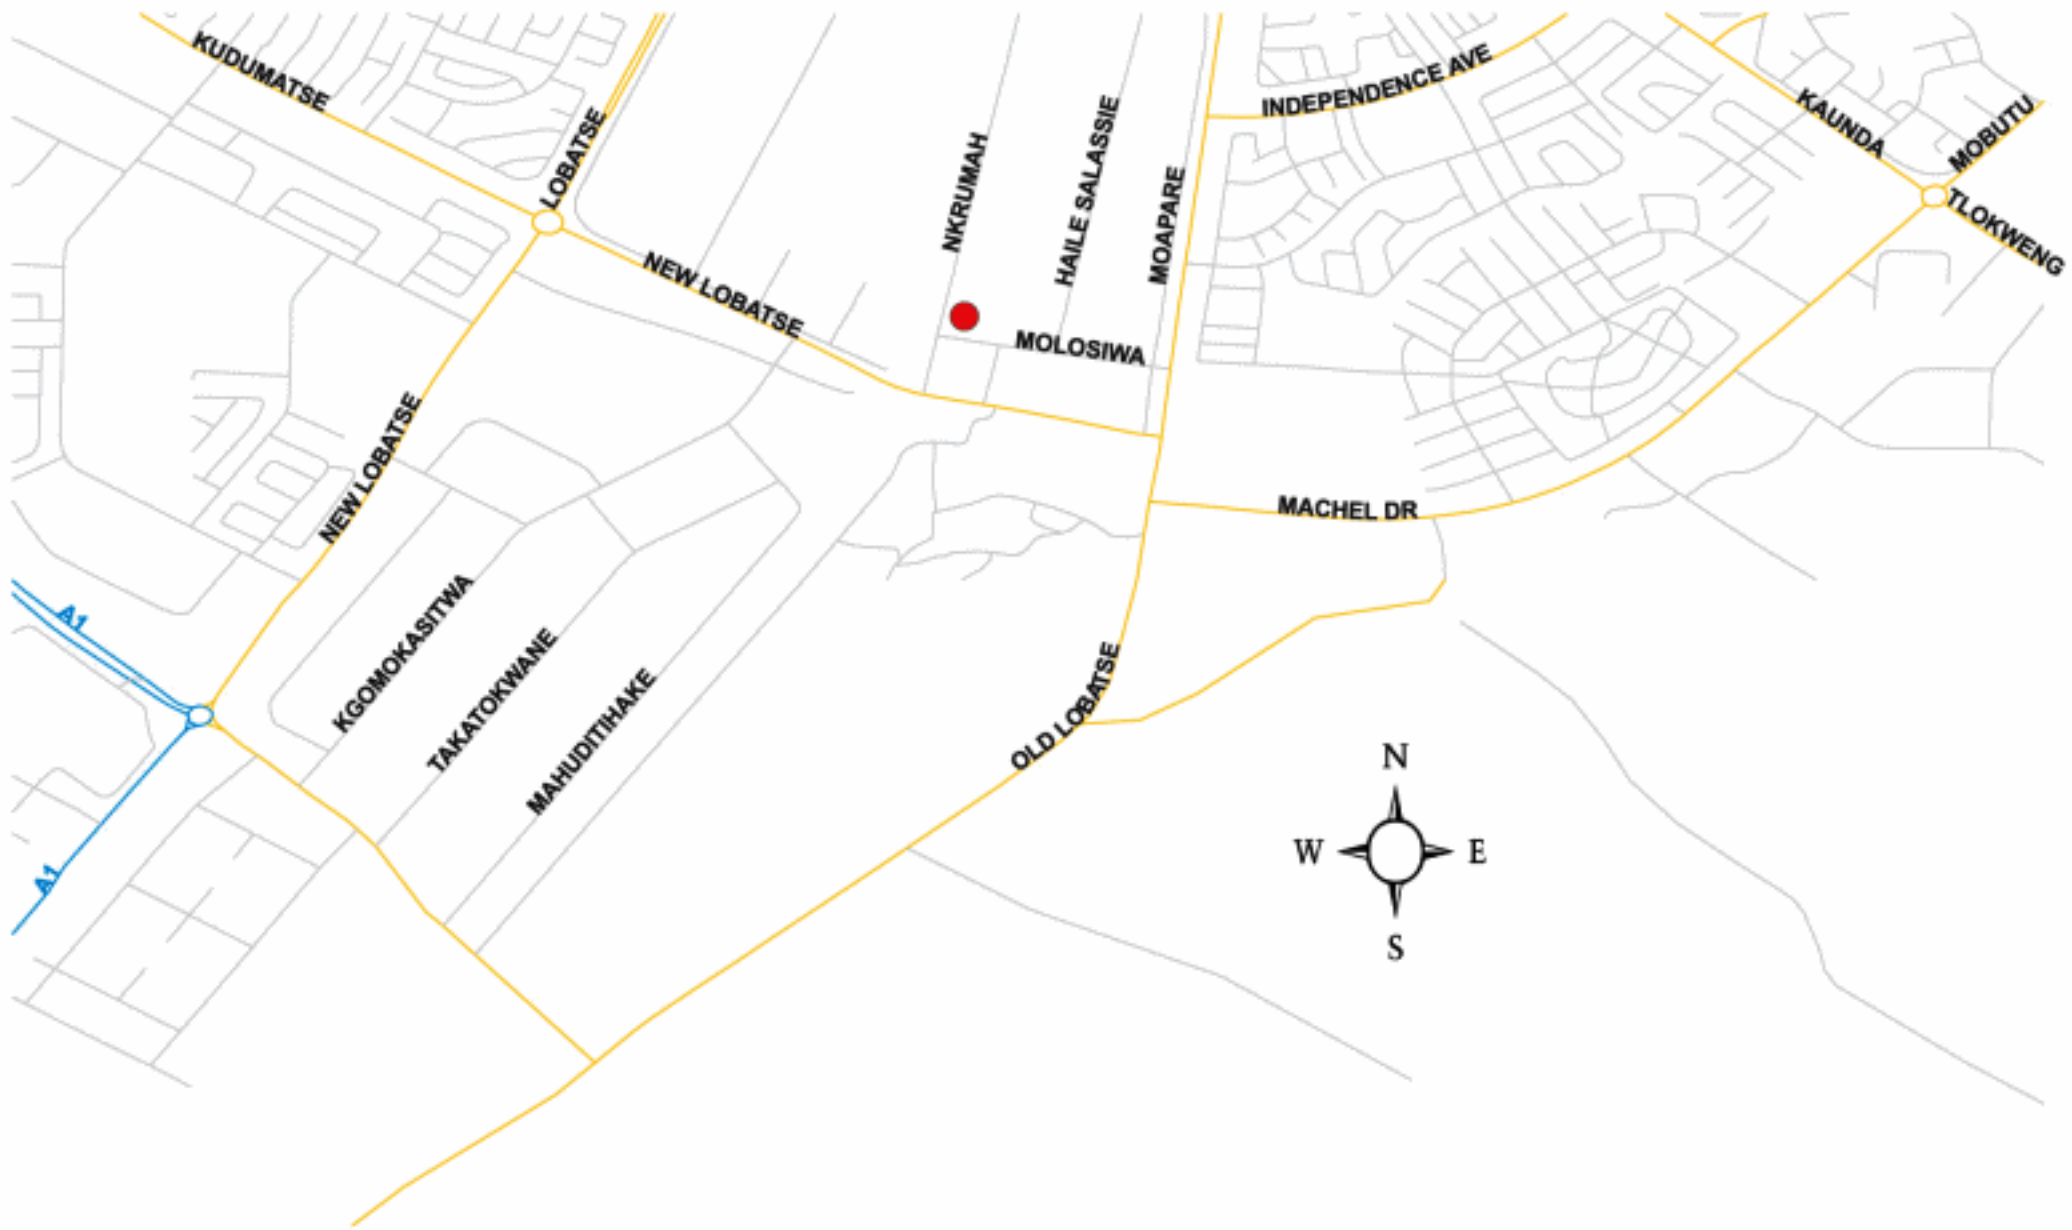 KUDUMATSE
LOBATSE
NKRUMAH
HAILE SALASSIE
MOAPARE
INDEPENDENCE AVE
KAUNDA
MOBUTU
TLOKWENG
NEW LOBATSE
MOLOSIWA
NEW LOBATSE
MACHEL DR
A1
KGOMOKASITWA
TAKATOKWANE
MAHUDITIHAKE
OLD LOBATSE
A1
N
W
E
S